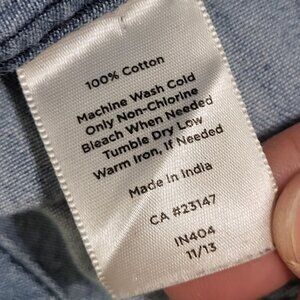 100% Cotton
Machine Wash Cold
Only Non-Chlorine
Bleach When Needed
Tumble Dry Low
Warm Iron, If Needed
Made In India
CA #23147
IN404
11/13